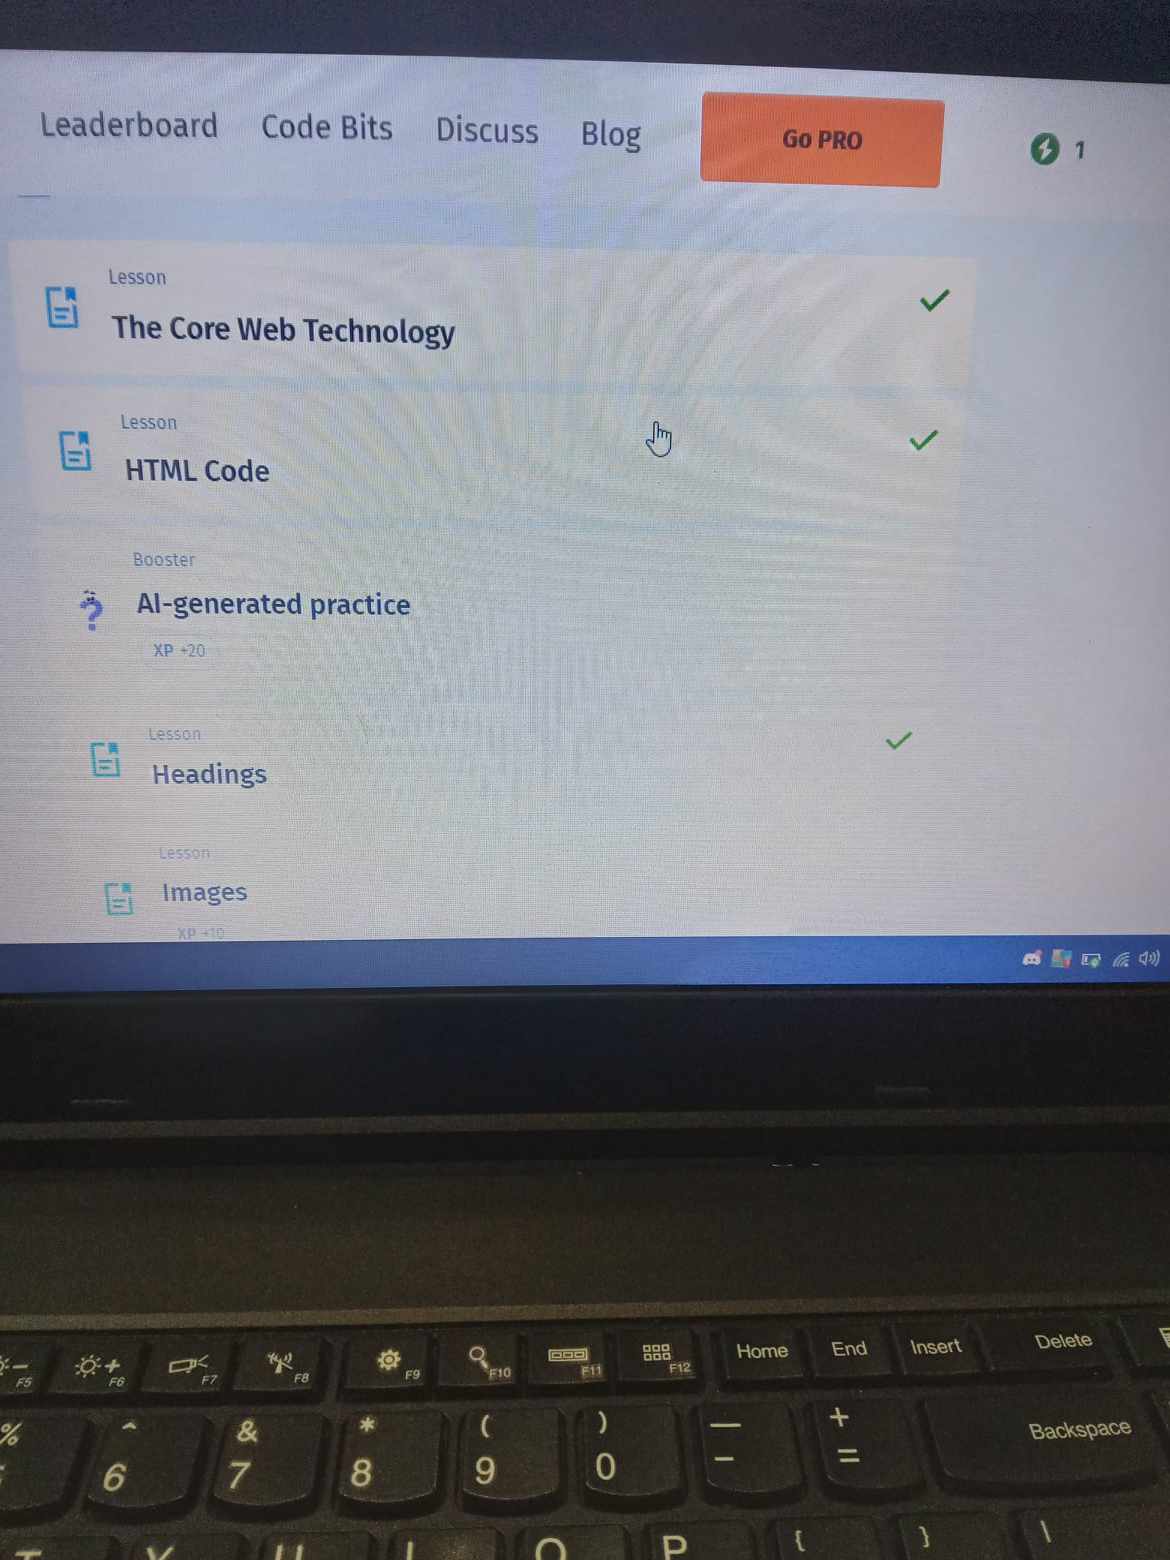 Leaderboard Code Bits Discuss Blog Go PRO 1
Lesson
The Core Web Technology
Lesson
HTML Code
Booster
AI-generated practice
XP +20
Lesson
Headings
Lesson
Images
XP +10
F5 F6 F7 F8 F9 F10 F11 F12 Home End Insert Delete
% ^ & * ( ) — +
6 7 8 9 0 - = Backspace
T Y U I O P { } \